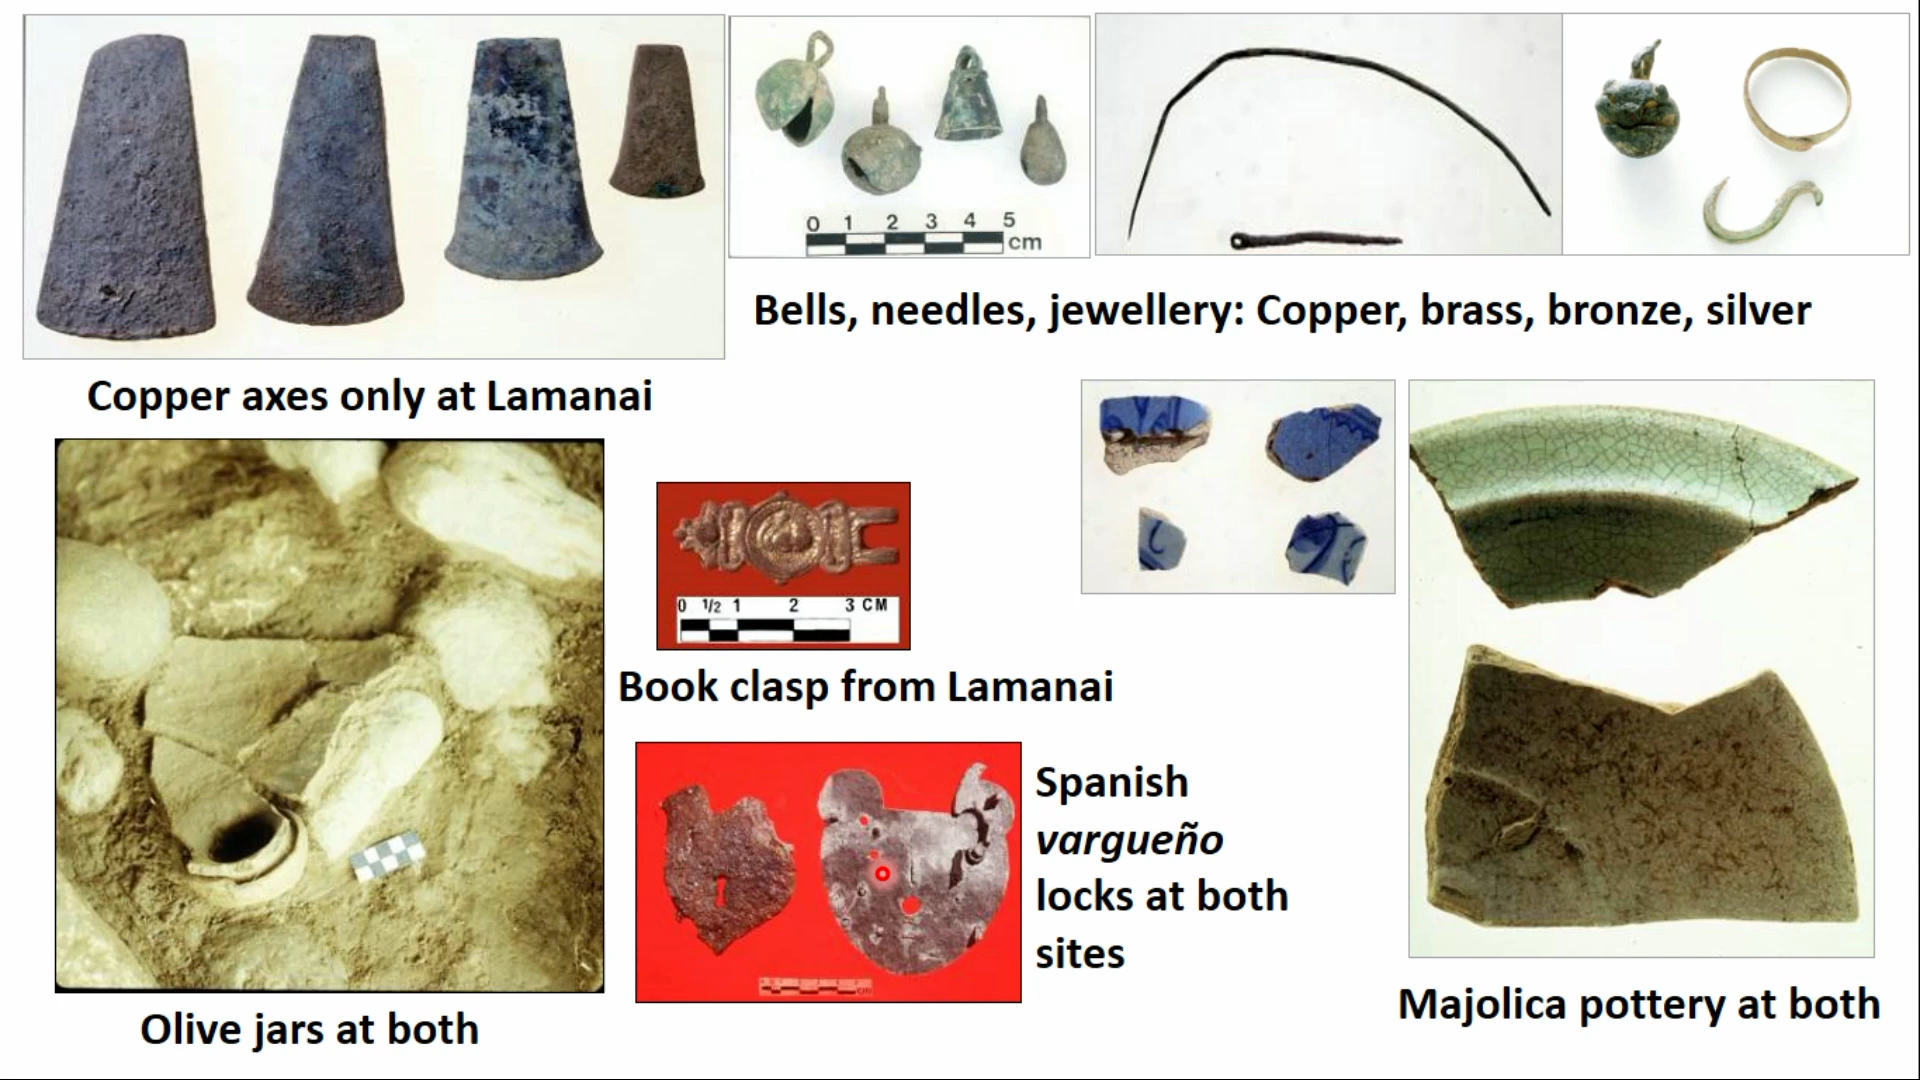 0 1 2 3 4 5
cm
Bells, needles, jewellery: Copper, brass, bronze, silver
Copper axes only at Lamanai
0 1/2 1 2 3 CM
Book clasp from Lamanai
Spanish
vargueño
locks at both
sites
Olive jars at both
Majolica pottery at both